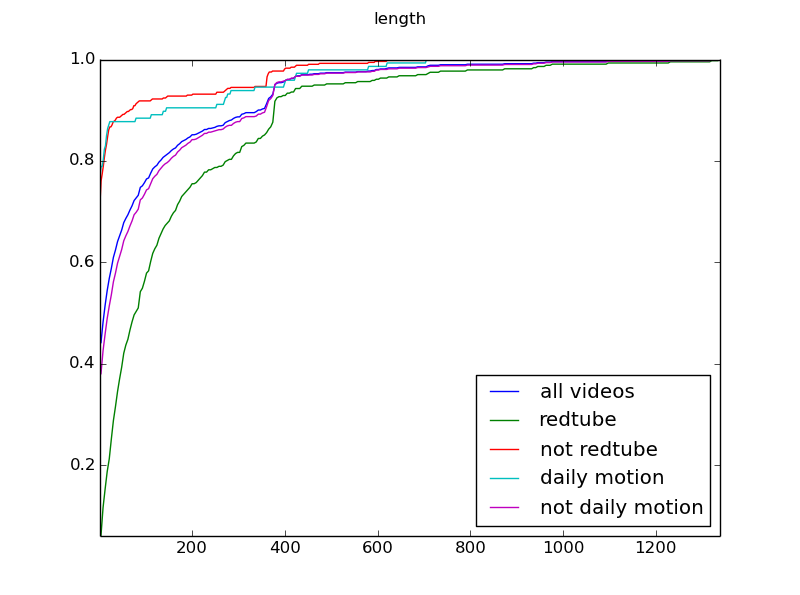 length
1.0
0.8
0.6
0.4
0.2
200 400 600 800 1000 1200
all videos
redtube
not redtube
daily motion
not daily motion